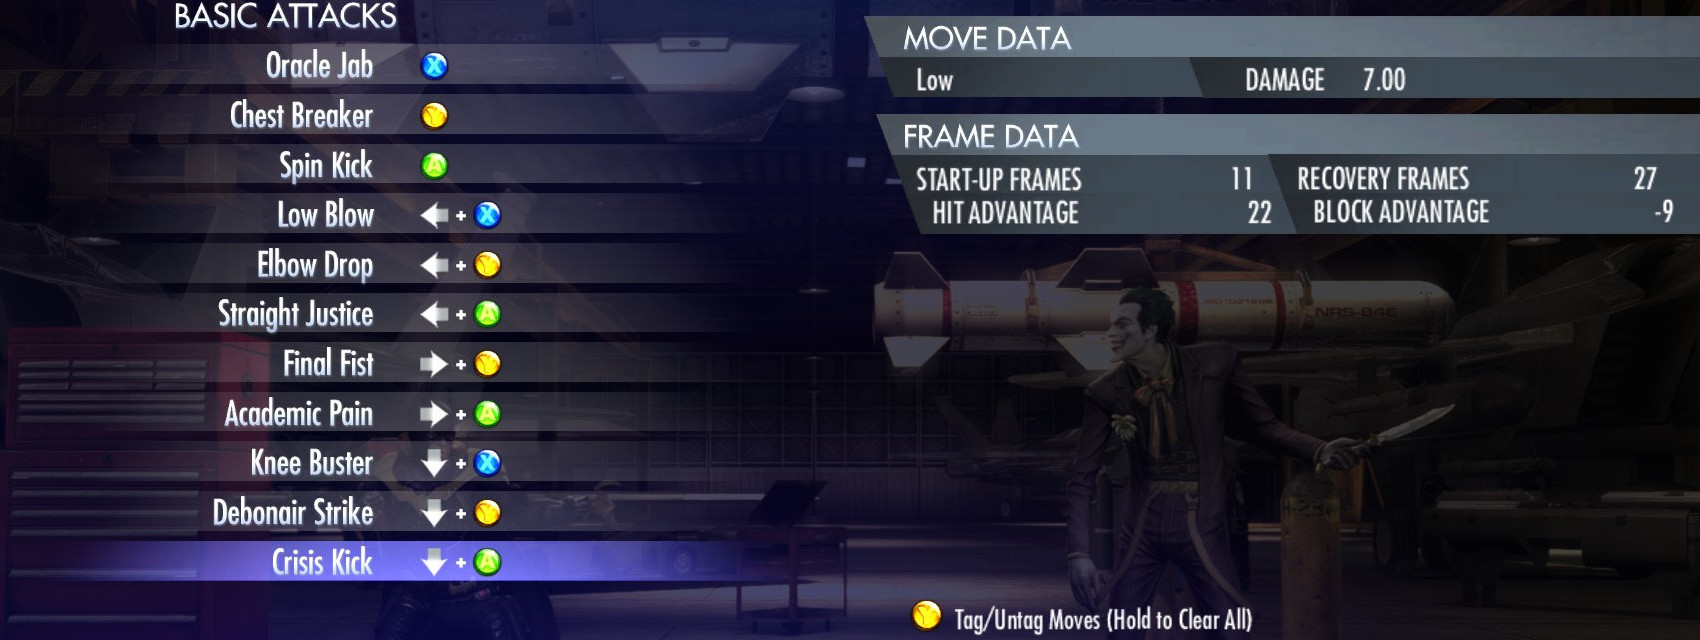 BASIC ATTACKS
Oracle Jab X
Chest Breaker Y
Spin Kick A
Low Blow + X
Elbow Drop + Y
Straight Justice + A
Final Fist + Y
Academic Pain + A
Knee Buster + X
Debonair Strike + Y
Crisis Kick + A
MOVE DATA
Low DAMAGE 7.00
FRAME DATA
START-UP FRAMES 11 RECOVERY FRAMES 27
HIT ADVANTAGE 22 BLOCK ADVANTAGE -9
NRS-84E
Y Tag/Untag Moves (Hold to Clear All)